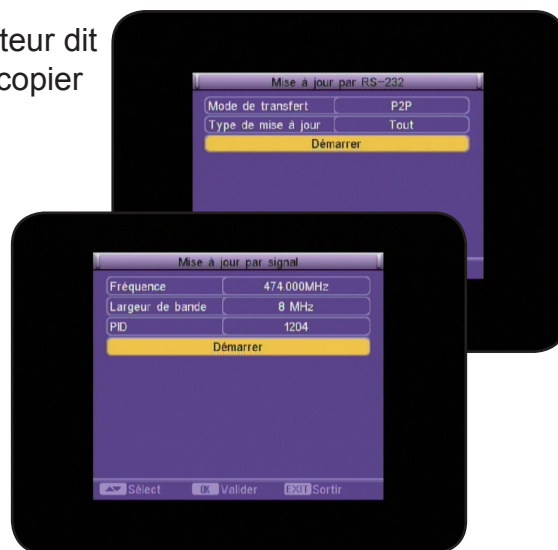 teur dit
copier
Mise à jour par RS-232
Mode de transfert P2P
Type de mise à jour Tout
Démarrer
Mise à jour par signal
Fréquence 474.000MHz
Largeur de bande 8 MHz
PID 1204
Démarrer
Sélect OK Valider EXIT Sortir